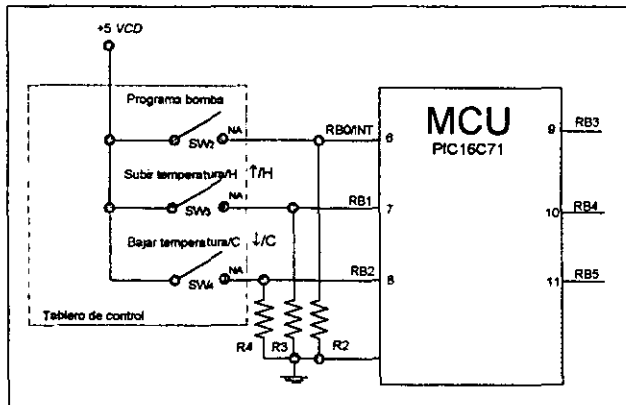 +5 VCD
Programa bomba
NA
SW2
RB0/INT
6
Subir temperatura/H ↑/H
NA
SW3
RB1
7
Bajar temperatura/C ↓/C
NA
SW4
RB2
8
Tablero de control
R4
R3
R2
MCU
PIC16C71
9
RB3
10
RB4
11
RB5